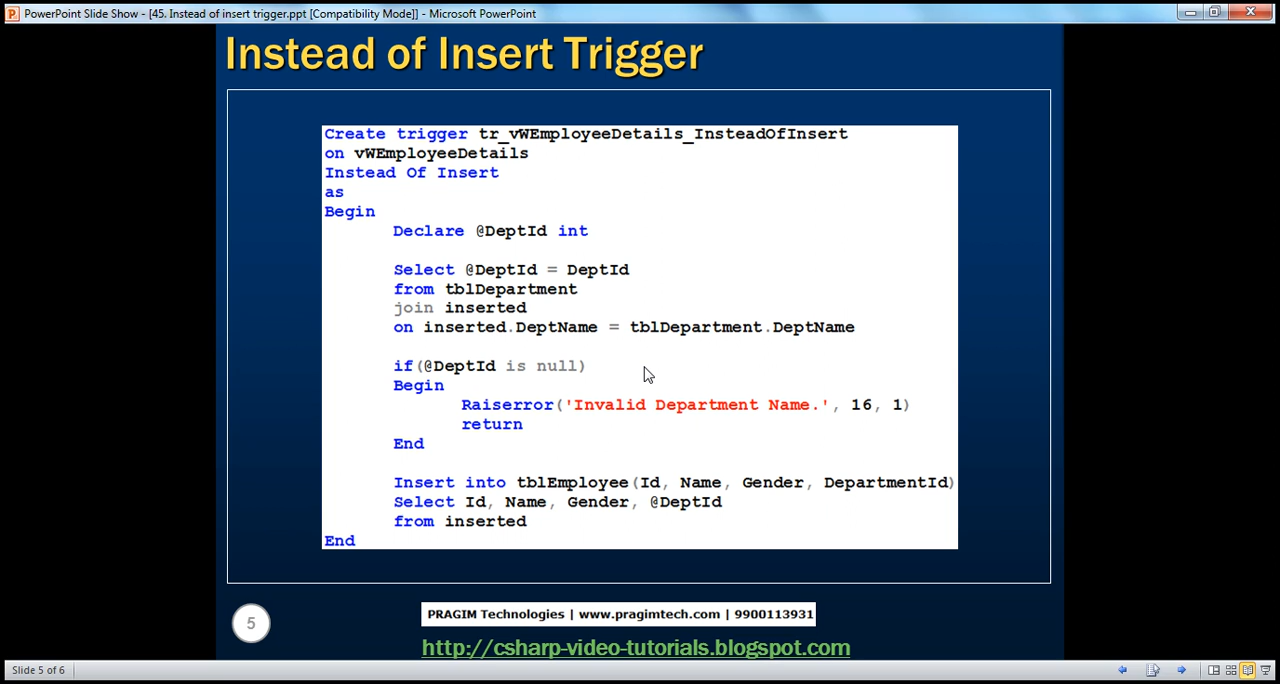 PowerPoint Slide Show - [45. Instead of insert trigger.ppt [Compatibility Mode]] - Microsoft PowerPoint
Instead of Insert Trigger
Create trigger tr_vWEmployeeDetails_InsteadOfInsert
on vWEmployeeDetails
Instead Of Insert
as
Begin
Declare @DeptId int
Select @DeptId = DeptId
from tblDepartment
join inserted
on inserted.DeptName = tblDepartment.DeptName
if(@DeptId is null)
Begin
Raiserror('Invalid Department Name.', 16, 1)
return
End
Insert into tblEmployee(Id, Name, Gender, DepartmentId)
Select Id, Name, Gender, @DeptId
from inserted
End
5
PRAGIM Technologies | www.pragimtech.com | 9900113931
http://csharp-video-tutorials.blogspot.com
Slide 5 of 6